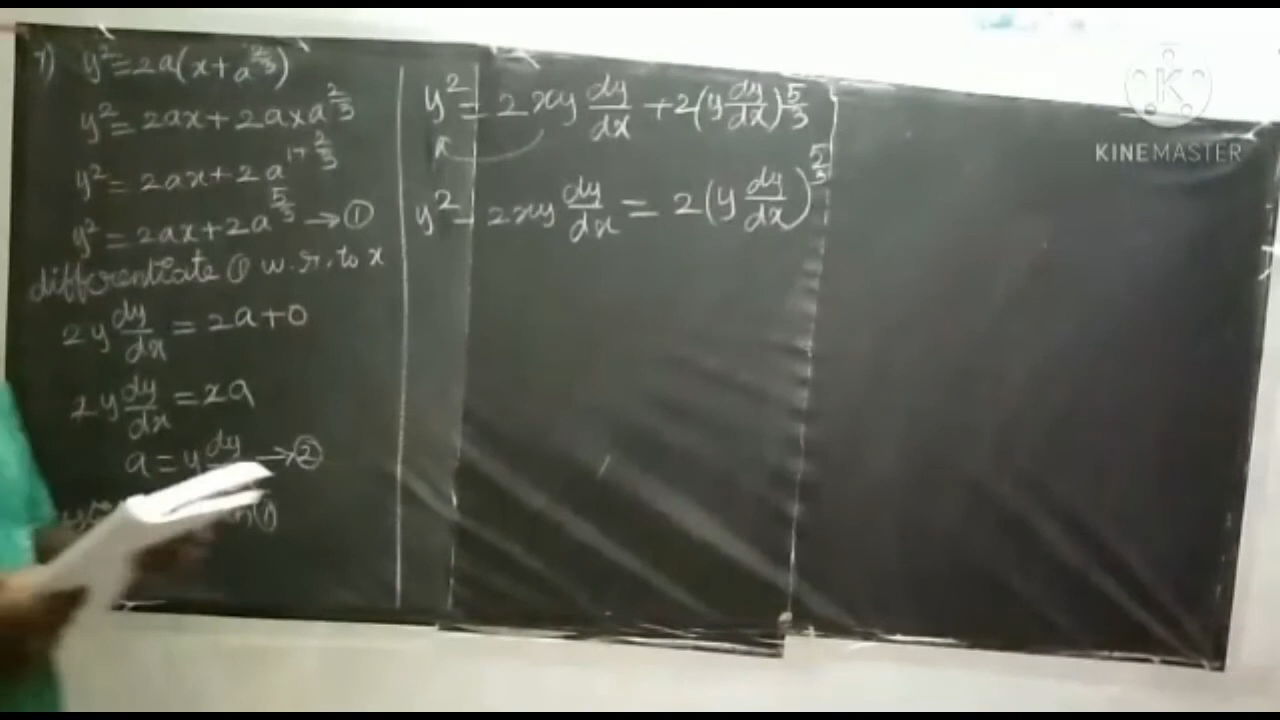 7) y²=2a(x+a^(2/3))
y²=2ax+2a×a^(2/3)
y²=2ax+2a^(1+2/3)
y²=2ax+2a^(5/3) →①
differentiate ① w.r.to x
2y dy/dx = 2a+0
2y dy/dx = 2a
a=y dy →②
①
y²=2xy dy/dx +2(y dy/dx)^(5/3)
y²-2xy dy/dx = 2(y dy/dx)^(5/3)
K
KINEMASTER